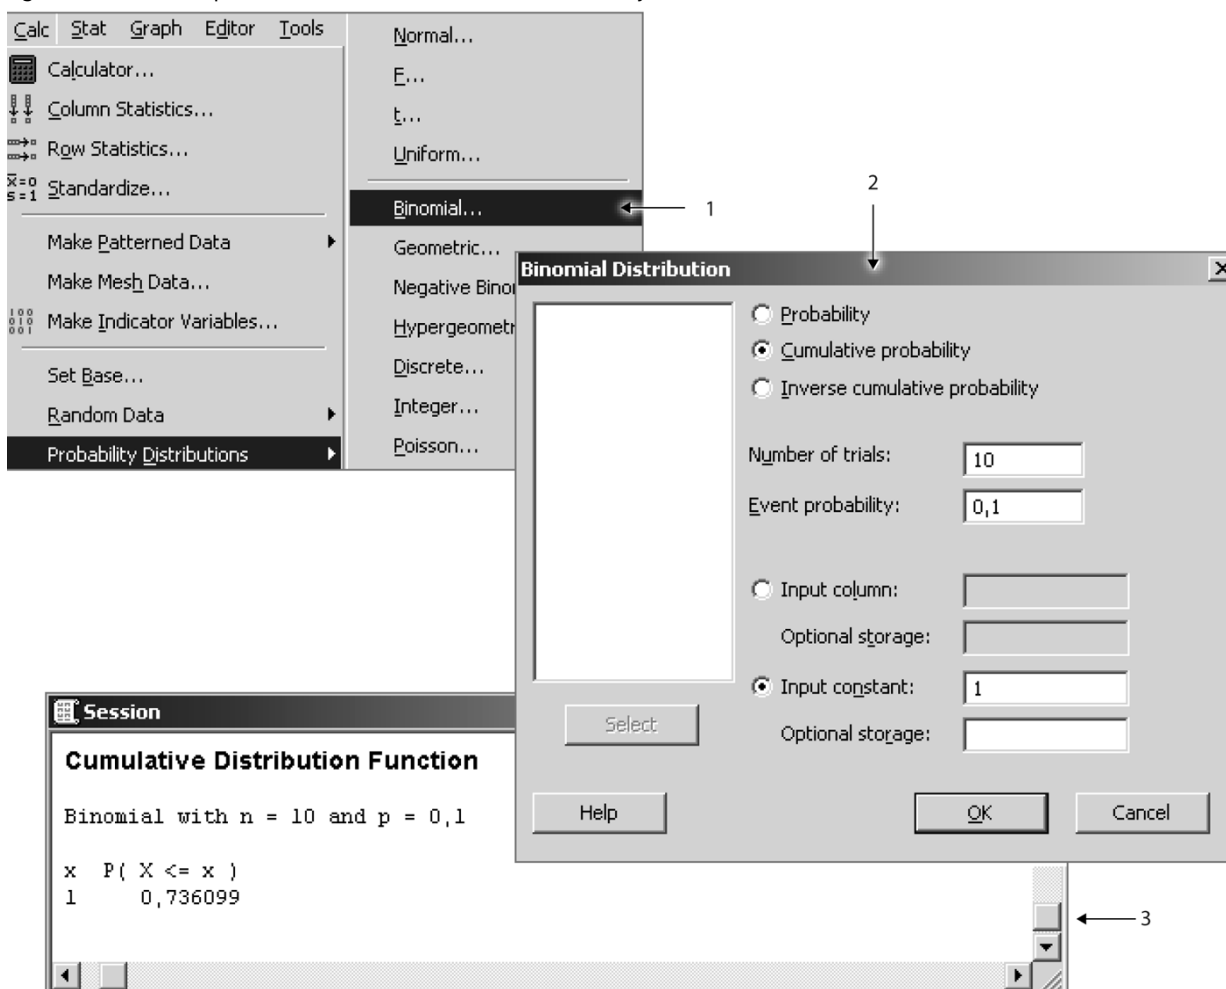 Calc Stat Graph Editor Tools
Calculator...
Column Statistics...
Row Statistics...
x=0
s=1
Standardize...
Make Patterned Data
Make Mesh Data...
Make Indicator Variables...
Set Base...
Random Data
Probability Distributions
Normal...
F...
t...
Uniform...
Binomial...
Geometric...
Negative Bino
Hypergeometr
Discrete...
Integer...
Poisson...
1
2
Binomial Distribution
Probability
Cumulative probability
Inverse cumulative probability
Number of trials: 10
Event probability: 0,1
Input column:
Optional storage:
Input constant: 1
Optional storage:
Select
Help
OK
Cancel
Session
Cumulative Distribution Function
Binomial with n = 10 and p = 0,1
x P( X <= x )
1 0,736099
3